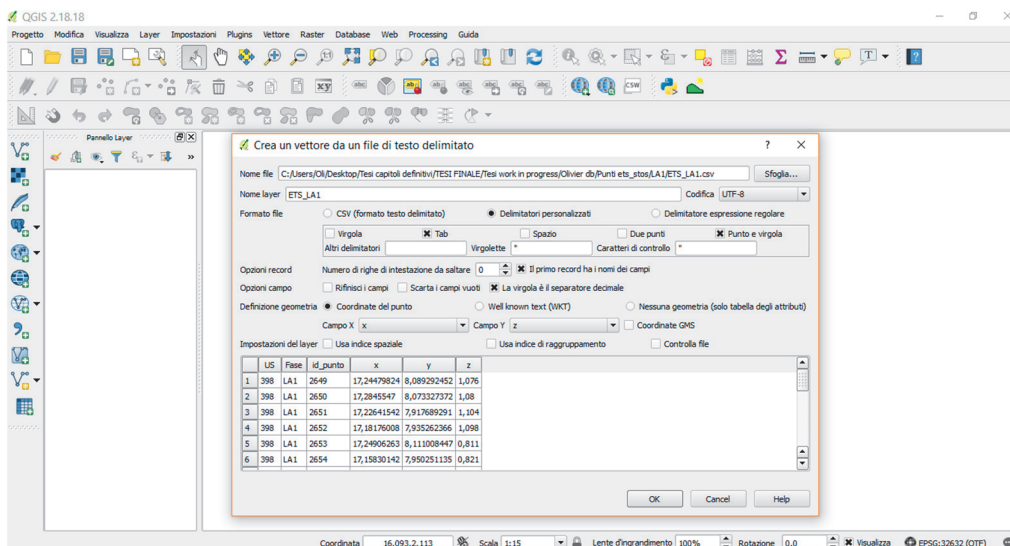 QGIS 2.18.18
Progetto Modifica Visualizza Layer Impostazioni Plugins Vettore Raster Database Web Processing Guida
Pannello Layer
Crea un vettore da un file di testo delimitato
Nome file C:/Users/Oli/Desktop/Tesi capitoli definitivi/TESI FINALE/Tesi work in progress/Olivier db/Punti ets_stos/LA1/ETS_LA1.csv Sfoglia...
Nome layer ETS_LA1 Codifica UTF-8
Formato file CSV (formato testo delimitato) Delimitatori personalizzati Delimitatore espressione regolare
Virgola Tab Spazio Due punti Punto e virgola
Altri delimitatori Virgolette " Caratteri di controllo "
Opzioni record Numero di righe di intestazione da saltare 0 Il primo record ha i nomi dei campi
Opzioni campo Rifinisci i campi Scarta i campi vuoti La virgola è il separatore decimale
Definizione geometria Coordinate del punto Well known text (WKT) Nessuna geometria (solo tabella degli attributi)
Campo X x Campo Y z Coordinate GMS
Impostazioni del layer Usa indice spaziale Usa indice di raggruppamento Controlla file
US Fase id_punto x y z
1 398 LA1 2649 17,24479824 8,089292452 1,076
2 398 LA1 2650 17,2845547 8,073327372 1,08
3 398 LA1 2651 17,22641542 7,917689291 1,104
4 398 LA1 2652 17,18176008 7,935262366 1,098
5 398 LA1 2653 17,24906263 8,111008447 0,811
6 398 LA1 2654 17,15830142 7,950251135 0,821
OK Cancel Help
Coordinata 16.093,2.113 Scala 1:15 Lente d'ingrandimento 100% Rotazione 0,0 Visualizza EPSG:32632 (OTF)